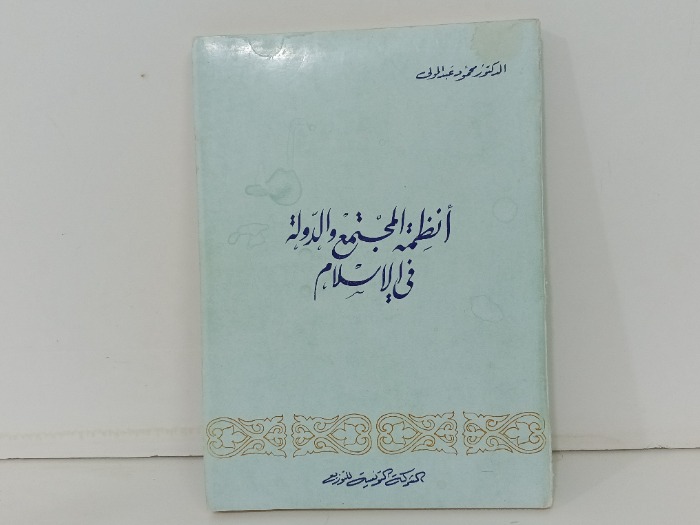 الدكتور محمود عبد المولى
أنظمة المجتمع والدولة
في الإسلام
الشركة التونسية للتوزيع